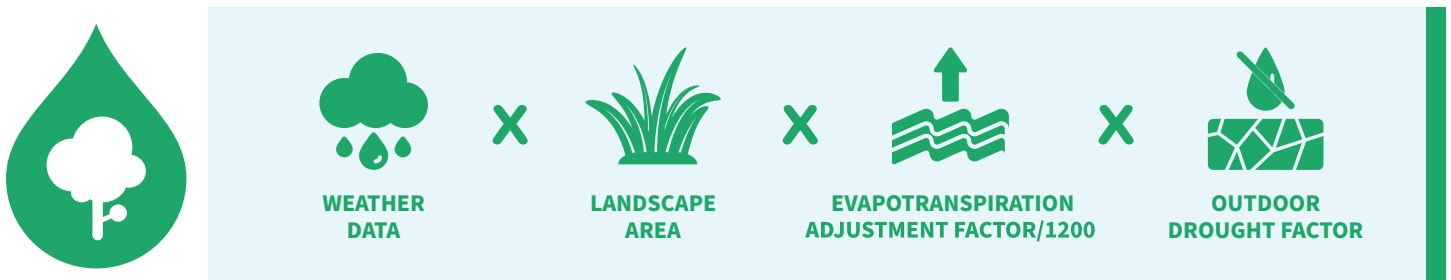 X X X
WEATHER DATA
LANDSCAPE AREA
EVAPOTRANSPIRATION ADJUSTMENT FACTOR/1200
OUTDOOR DROUGHT FACTOR